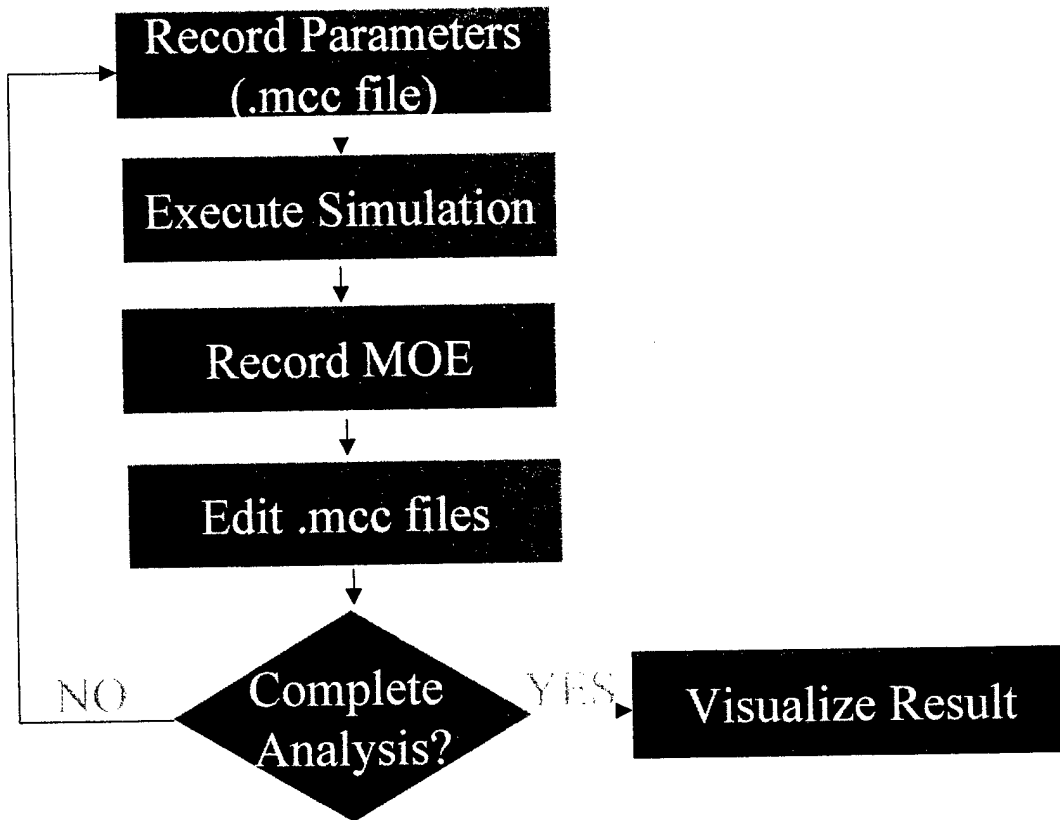 Record Parameters
(.mcc file)
Execute Simulation
Record MOE
Edit .mcc files
Complete
Analysis?
NO
YES
Visualize Result